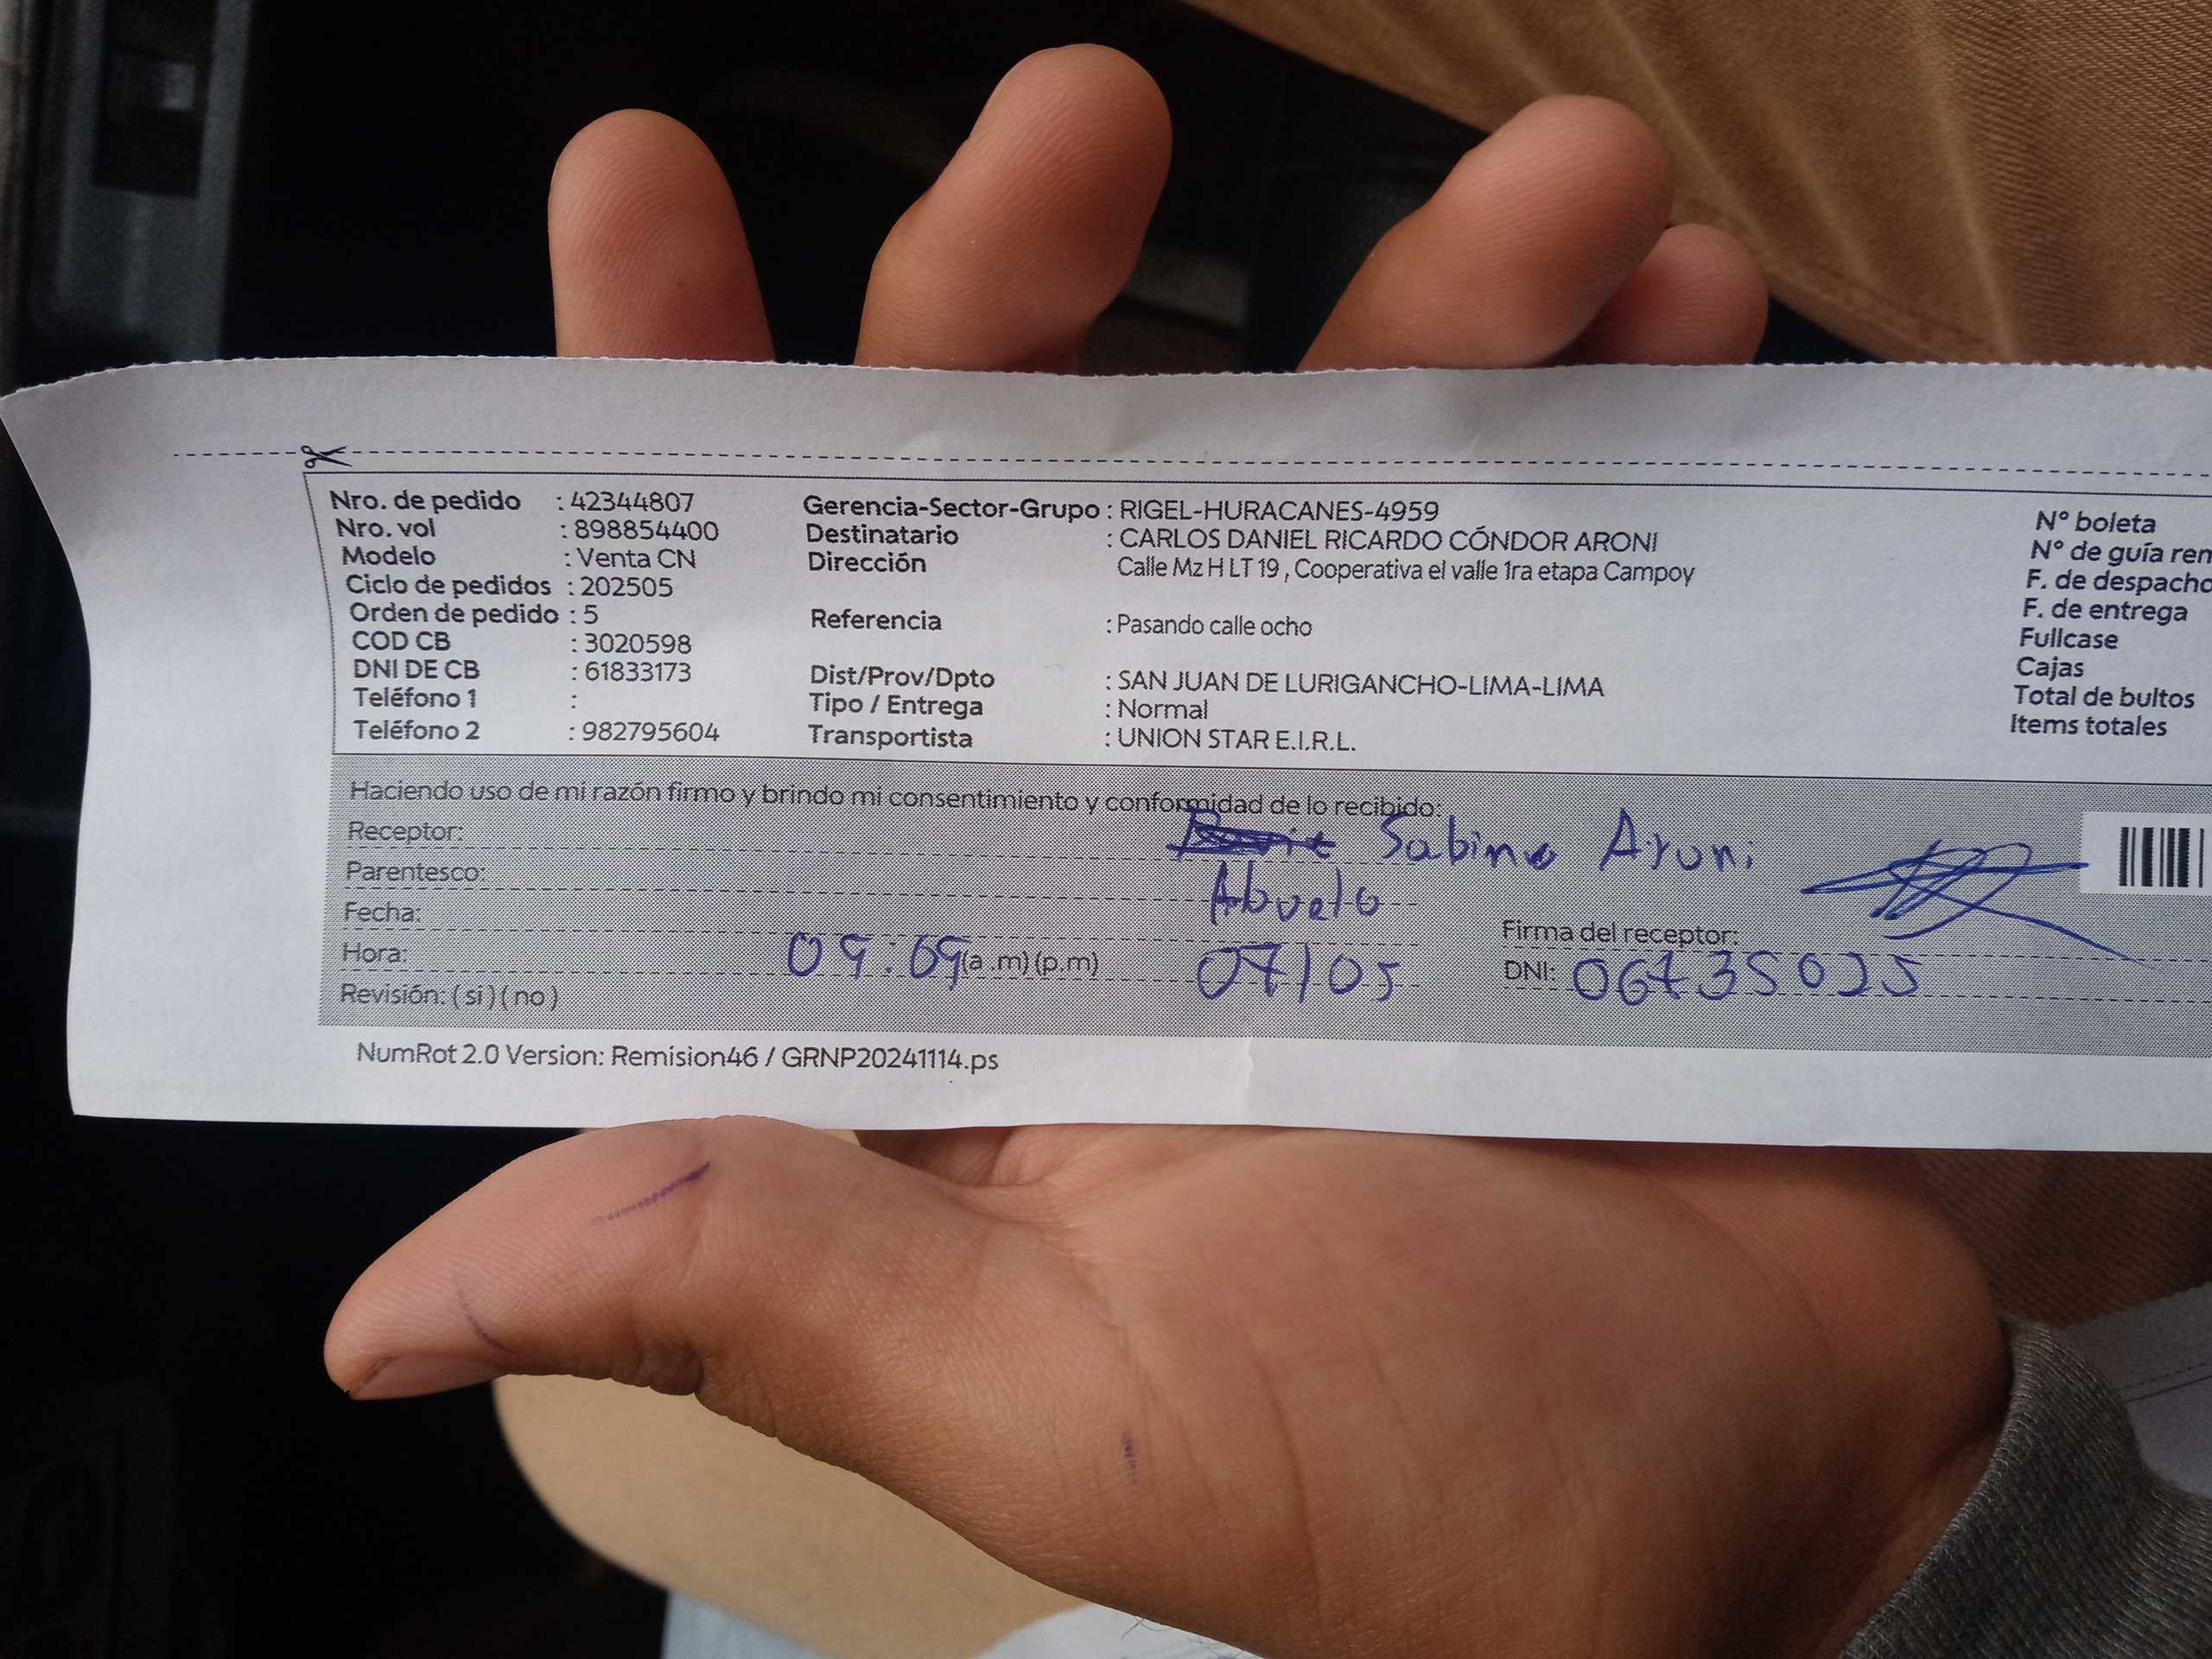 Nro. de pedido : 42344807
Nro. vol : 898854400
Modelo : Venta CN
Ciclo de pedidos : 202505
Orden de pedido : 5
COD CB : 3020598
DNI DE CB : 61833173
Teléfono 1 :
Teléfono 2 : 982795604
Gerencia-Sector-Grupo : RIGEL-HURACANES-4959
Destinatario : CARLOS DANIEL RICARDO CÓNDOR ARONI
Dirección Calle Mz H LT 19 , Cooperativa el valle 1ra etapa Campoy
Referencia : Pasando calle ocho
Dist/Prov/Dpto : SAN JUAN DE LURIGANCHO-LIMA-LIMA
Tipo / Entrega : Normal
Transportista : UNION STAR E.I.R.L.
N° boleta
N° de guía rem
F. de despacho
F. de entrega
Fullcase
Cajas
Total de bultos
Items totales
Haciendo uso de mi razón firmo y brindo mi consentimiento y conformidad de lo recibido:
Receptor: Sabino Aroni
Parentesco: Abuelo
Fecha: 07/05
Hora: 09:09 (a.m)(p.m)
Revisión: (si) (no)
Firma del receptor:
DNI:
NumRot 2.0 Version: Remision46 / GRNP20241114.ps